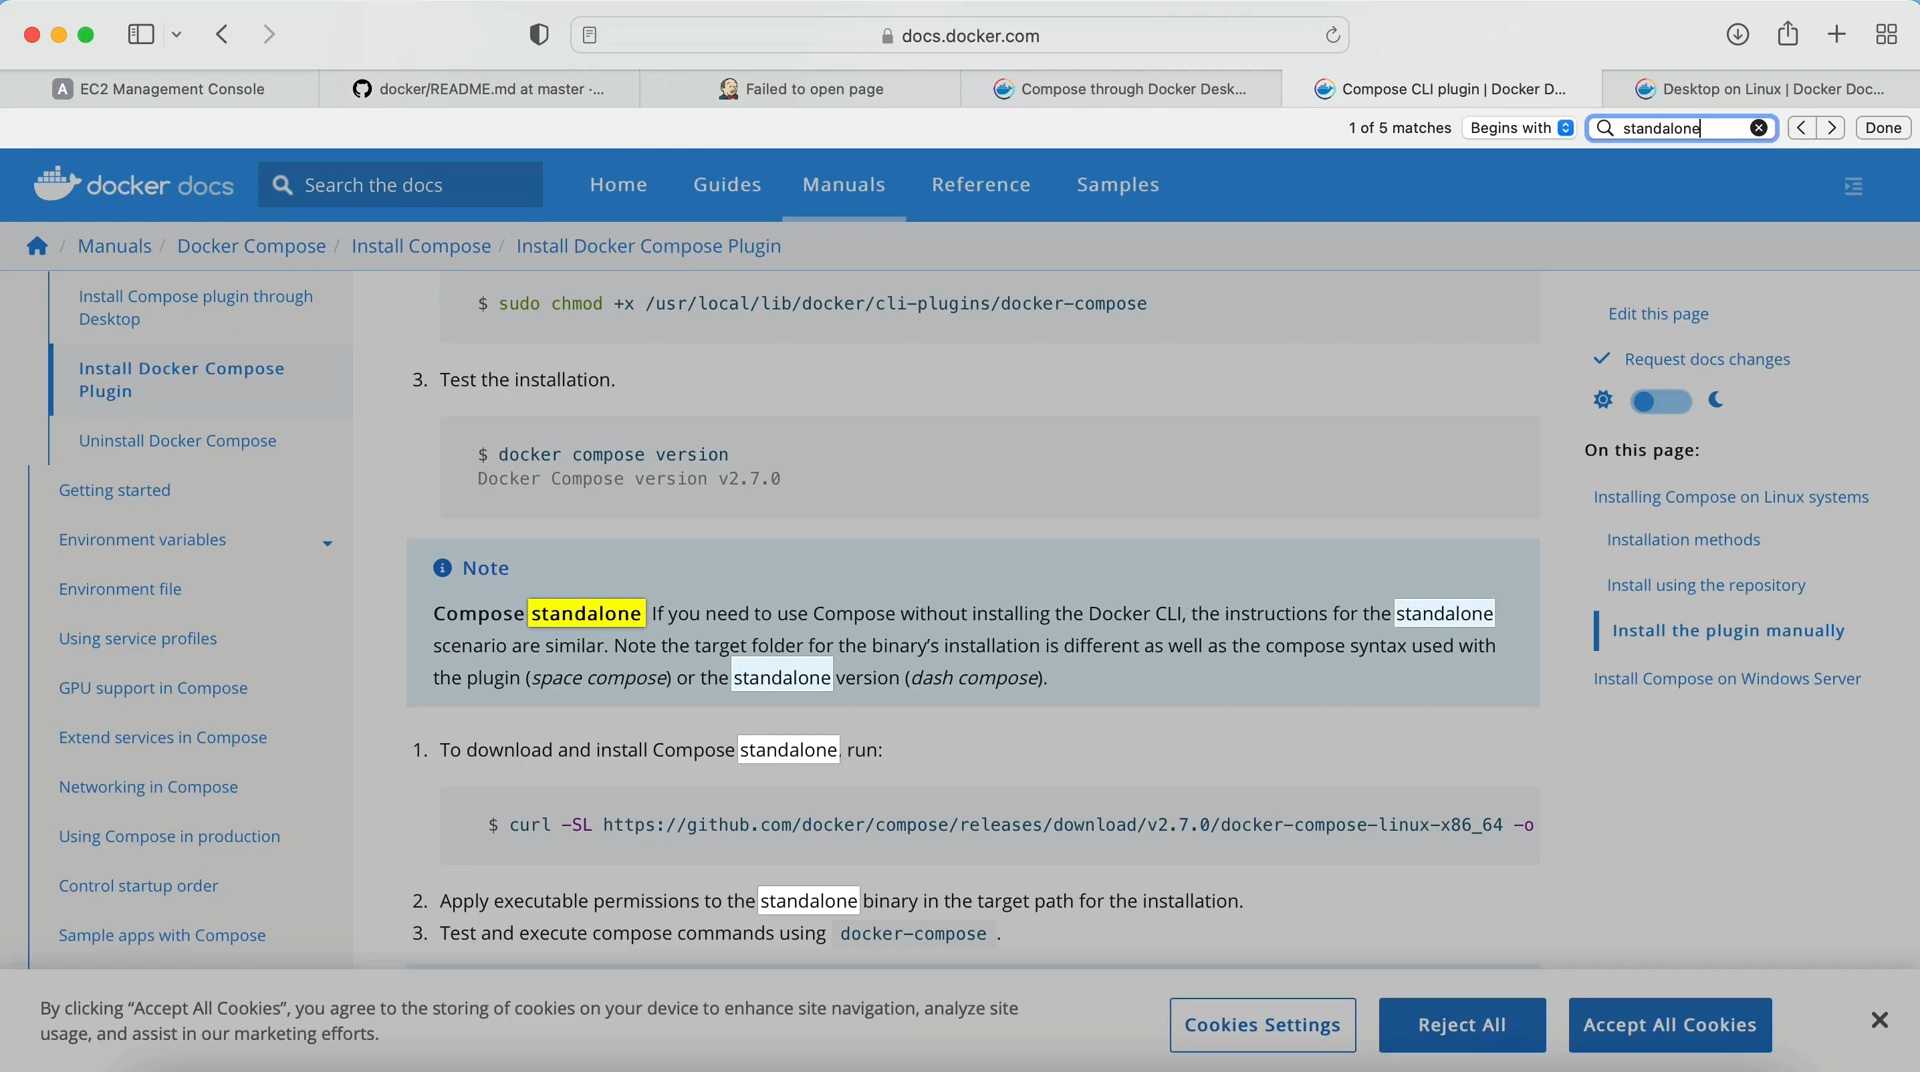 docs.docker.com
A EC2 Management Console
docker/README.md at master ·...
Failed to open page
Compose through Docker Desk...
Compose CLI plugin | Docker D...
Desktop on Linux | Docker Doc...
1 of 5 matches
Begins with
standalone
Done
docker docs
Search the docs
Home
Guides
Manuals
Reference
Samples
Manuals / Docker Compose / Install Compose / Install Docker Compose Plugin
Install Compose plugin through
Desktop
Install Docker Compose
Plugin
Uninstall Docker Compose
Getting started
Environment variables
Environment file
Using service profiles
GPU support in Compose
Extend services in Compose
Networking in Compose
Using Compose in production
Control startup order
Sample apps with Compose
$ sudo chmod +x /usr/local/lib/docker/cli-plugins/docker-compose
3. Test the installation.
$ docker compose version
Docker Compose version v2.7.0
Note
Compose standalone If you need to use Compose without installing the Docker CLI, the instructions for the standalone
scenario are similar. Note the target folder for the binary’s installation is different as well as the compose syntax used with
the plugin (space compose) or the standalone version (dash compose).
1. To download and install Compose standalone, run:
$ curl -SL https://github.com/docker/compose/releases/download/v2.7.0/docker-compose-linux-x86_64 -o
2. Apply executable permissions to the standalone binary in the target path for the installation.
3. Test and execute compose commands using docker-compose .
Edit this page
Request docs changes
On this page:
Installing Compose on Linux systems
Installation methods
Install using the repository
Install the plugin manually
Install Compose on Windows Server
By clicking “Accept All Cookies”, you agree to the storing of cookies on your device to enhance site navigation, analyze site
usage, and assist in our marketing efforts.
Cookies Settings
Reject All
Accept All Cookies